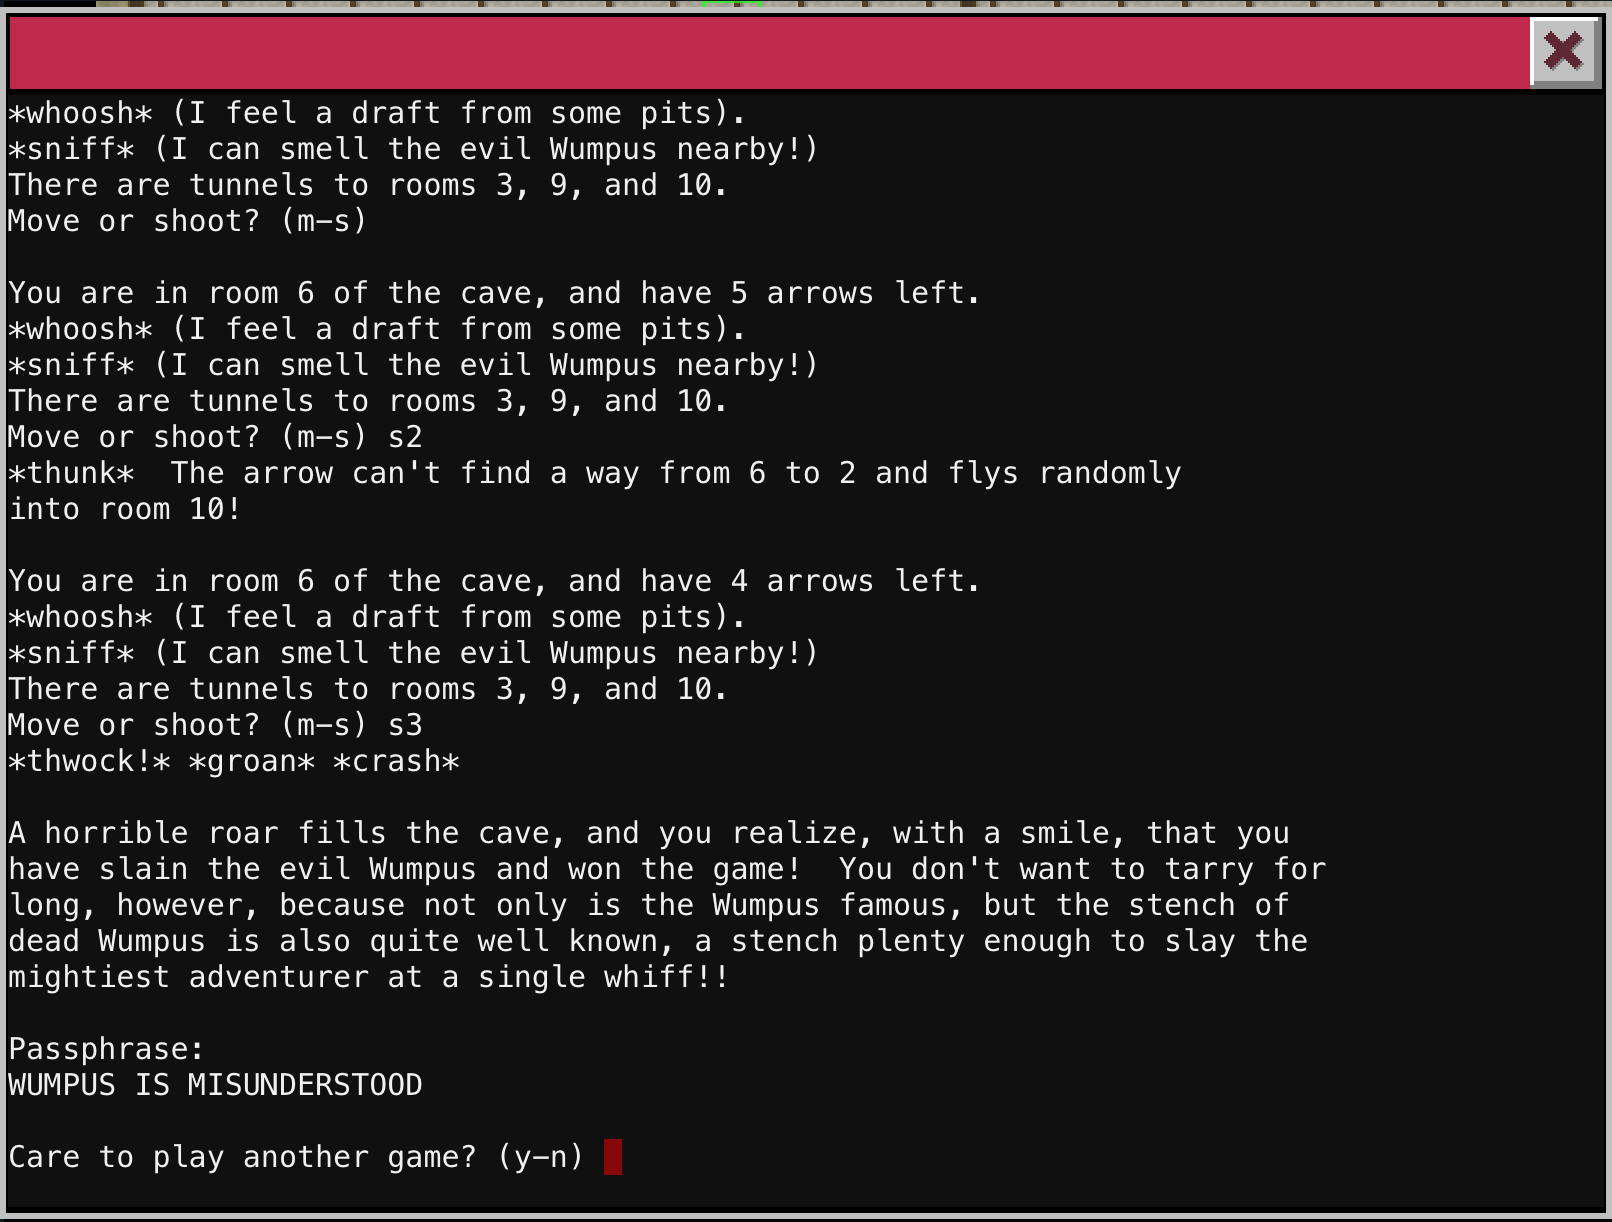 *whoosh* (I feel a draft from some pits).
*sniff* (I can smell the evil Wumpus nearby!)
There are tunnels to rooms 3, 9, and 10.
Move or shoot? (m-s)

You are in room 6 of the cave, and have 5 arrows left.
*whoosh* (I feel a draft from some pits).
*sniff* (I can smell the evil Wumpus nearby!)
There are tunnels to rooms 3, 9, and 10.
Move or shoot? (m-s) s2
*thunk*  The arrow can't find a way from 6 to 2 and flys randomly
into room 10!

You are in room 6 of the cave, and have 4 arrows left.
*whoosh* (I feel a draft from some pits).
*sniff* (I can smell the evil Wumpus nearby!)
There are tunnels to rooms 3, 9, and 10.
Move or shoot? (m-s) s3
*thwock!* *groan* *crash*

A horrible roar fills the cave, and you realize, with a smile, that you
have slain the evil Wumpus and won the game!  You don't want to tarry for
long, however, because not only is the Wumpus famous, but the stench of
dead Wumpus is also quite well known, a stench plenty enough to slay the
mightiest adventurer at a single whiff!!

Passphrase:
WUMPUS IS MISUNDERSTOOD

Care to play another game? (y-n)